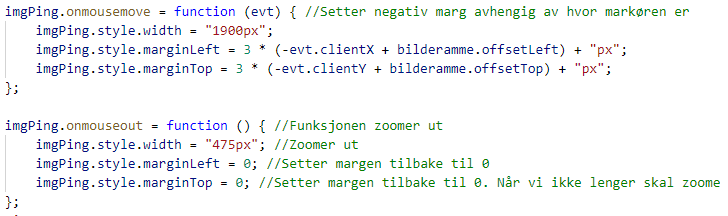 imgPing.onmousemove = function (evt) { //Setter negativ marg avhengig av hvor markøren er
imgPing.style.width = "1900px";
imgPing.style.marginLeft = 3 * (-evt.clientX + bilderamme.offsetLeft) + "px";
imgPing.style.marginTop = 3 * (-evt.clientY + bilderamme.offsetTop) + "px";
};
imgPing.onmouseout = function () { //Funksjonen zoomer ut
imgPing.style.width = "475px"; //Zoomer ut
imgPing.style.marginLeft = 0; //Setter margen tilbake til 0
imgPing.style.marginTop = 0; //Setter margen tilbake til 0. Når vi ikke lenger skal zoome
};